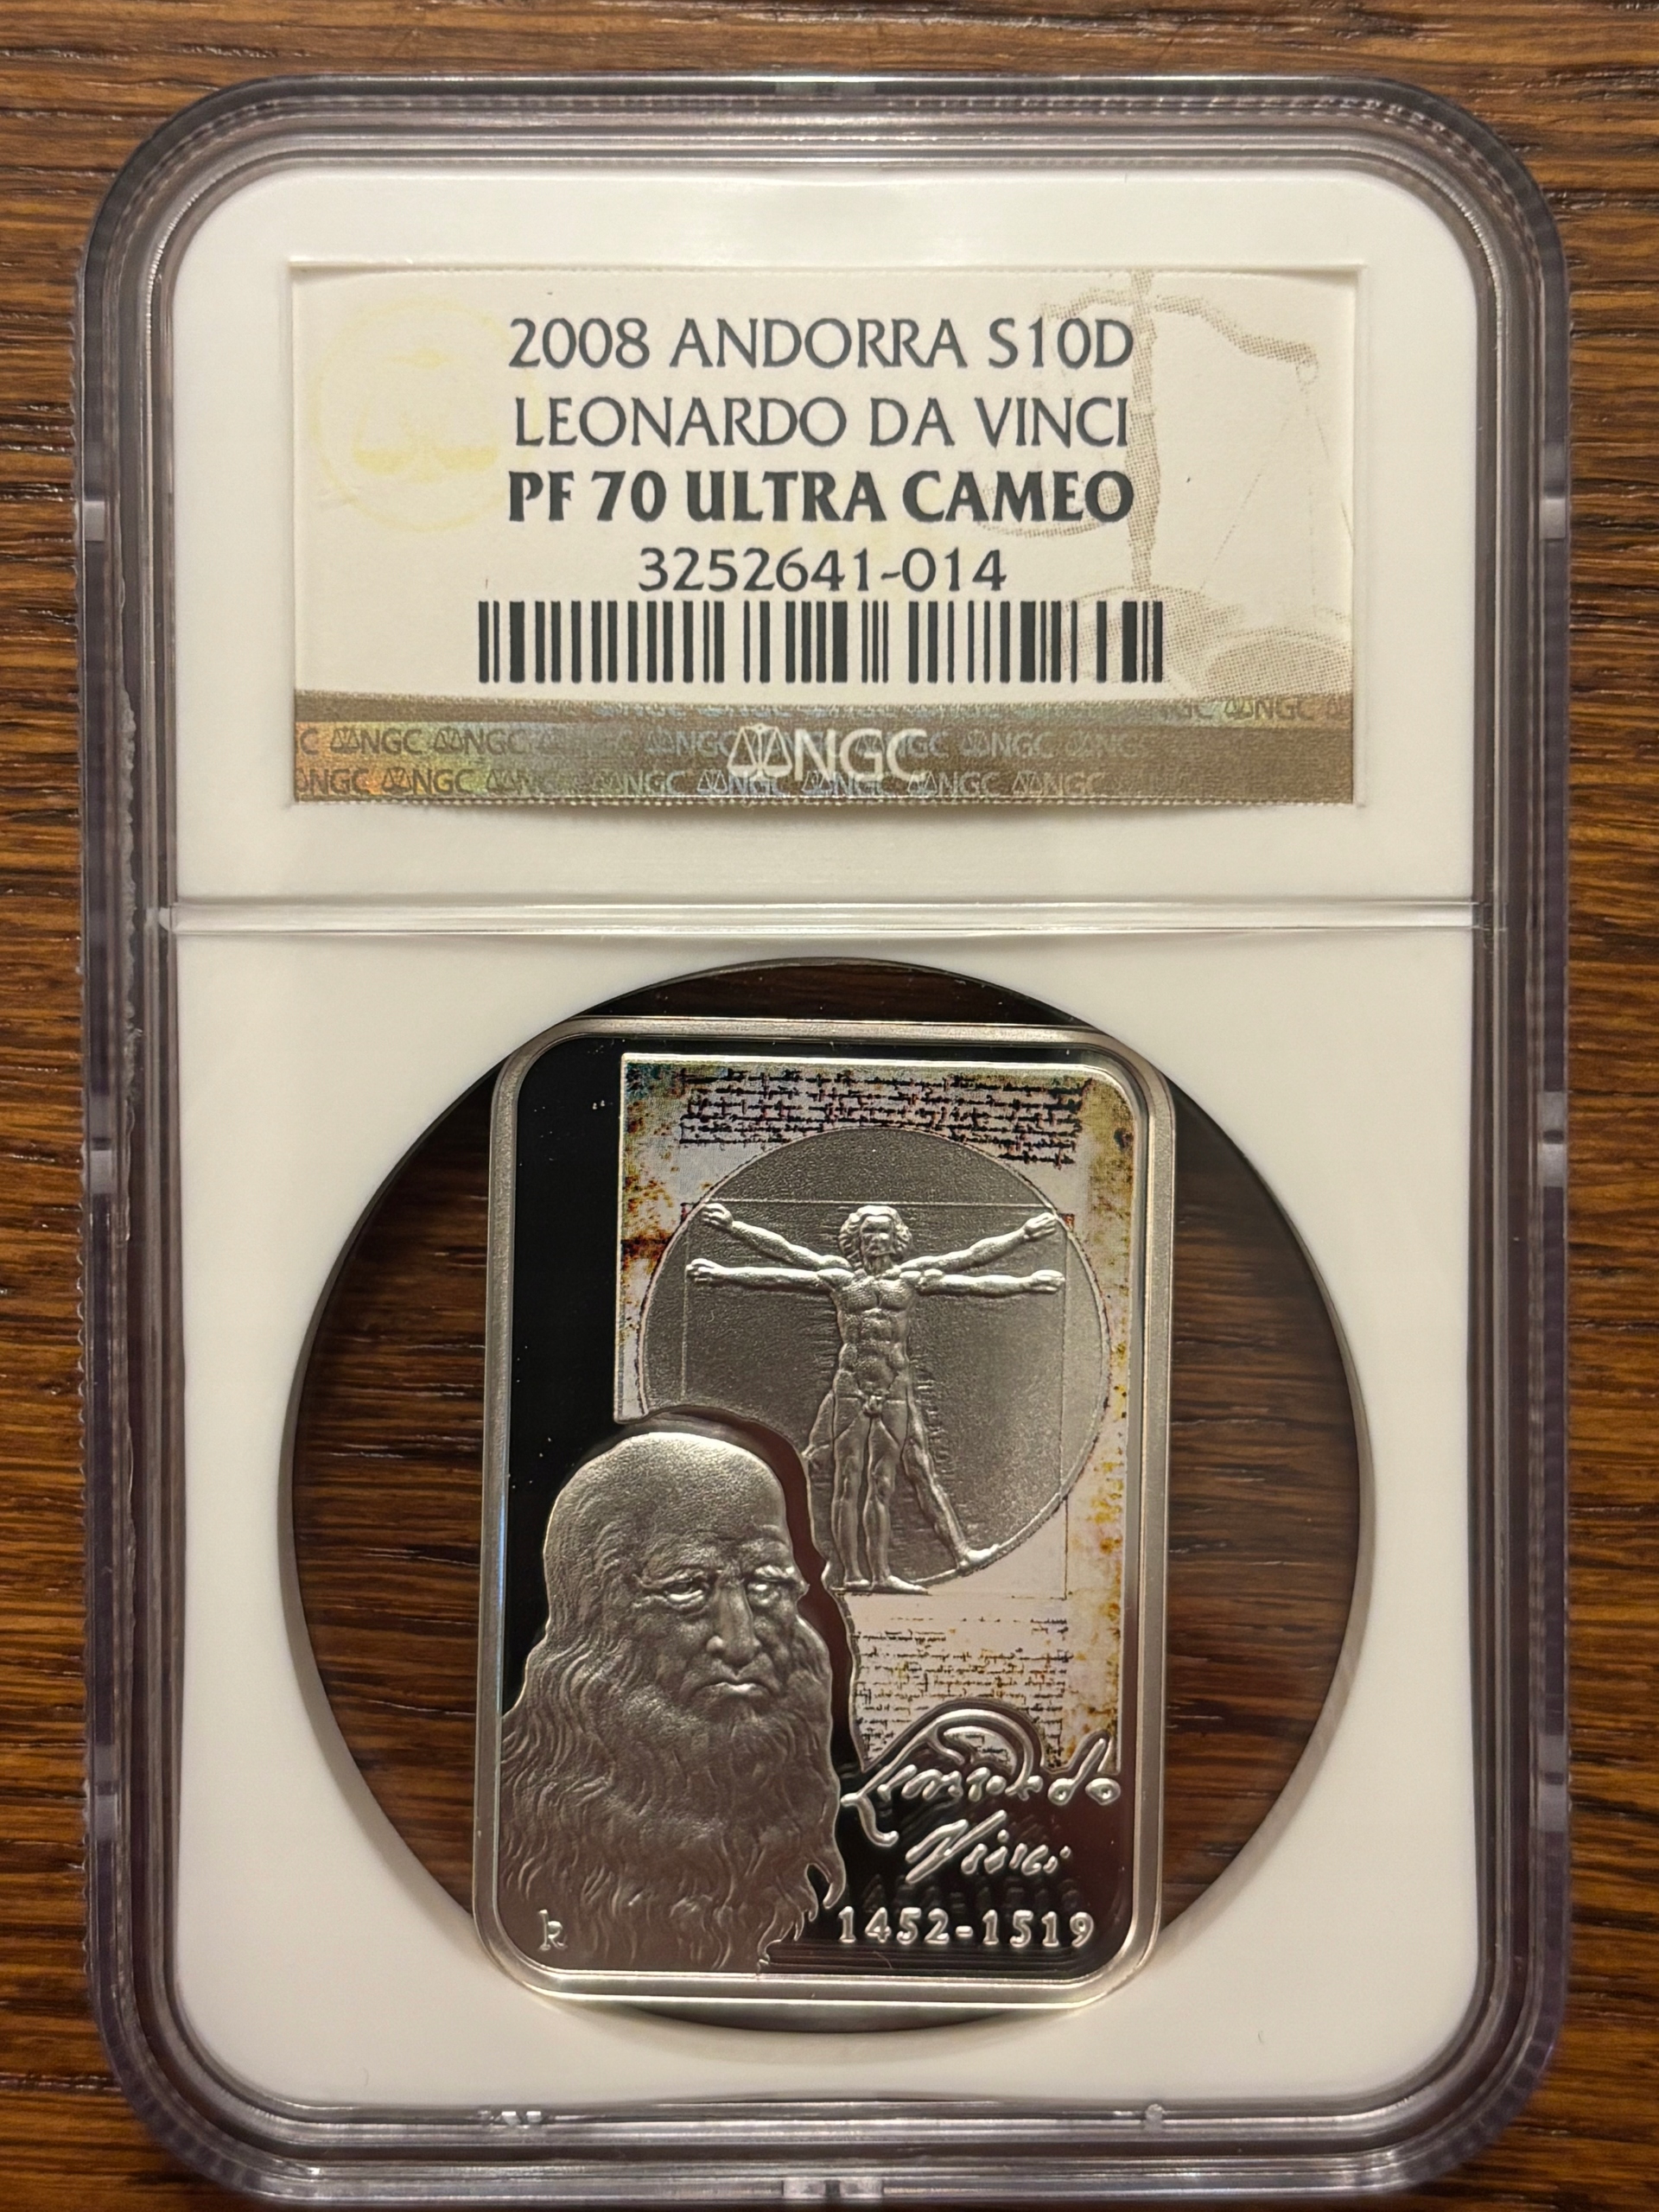 2008 ANDORRA S10D
LEONARDO DA VINCI
PF 70 ULTRA CAMEO
3252641-014
NGC
Leonardo
Vinci
1452-1519